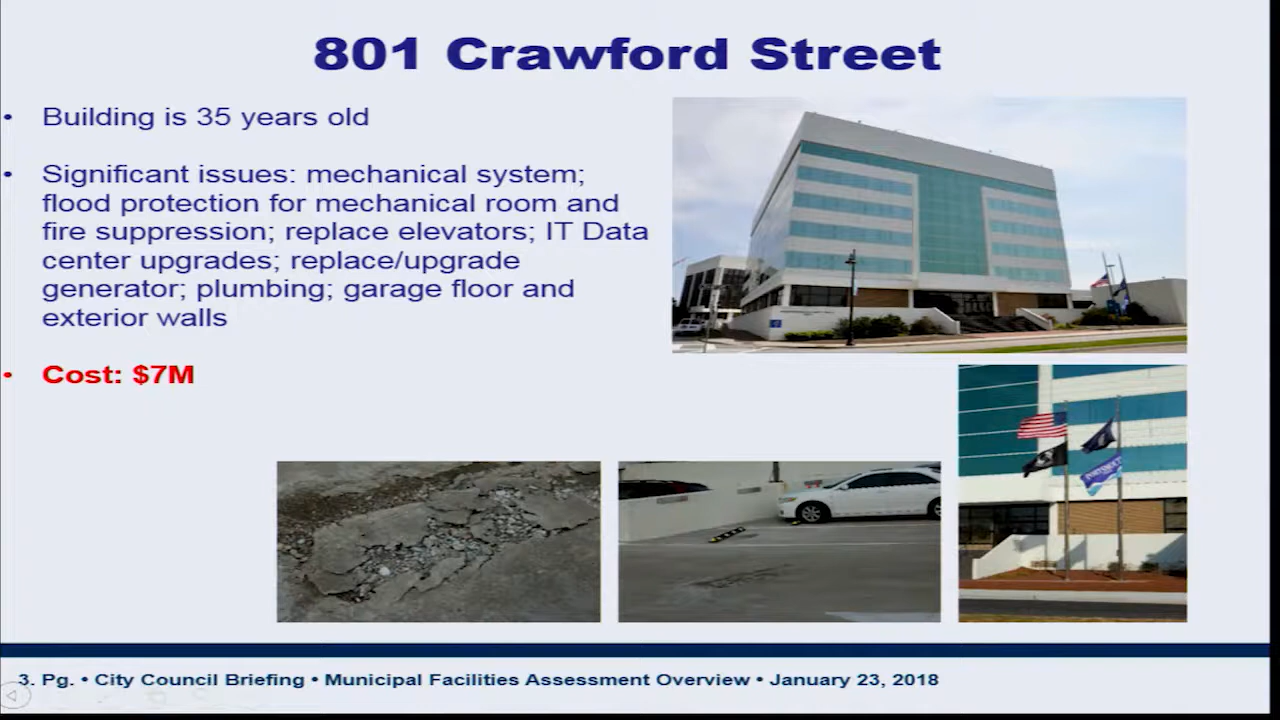 801 Crawford Street
• Building is 35 years old
• Significant issues: mechanical system;
flood protection for mechanical room and
fire suppression; replace elevators; IT Data
center upgrades; replace/upgrade
generator; plumbing; garage floor and
exterior walls
• Cost: $7M
3. Pg. • City Council Briefing • Municipal Facilities Assessment Overview • January 23, 2018